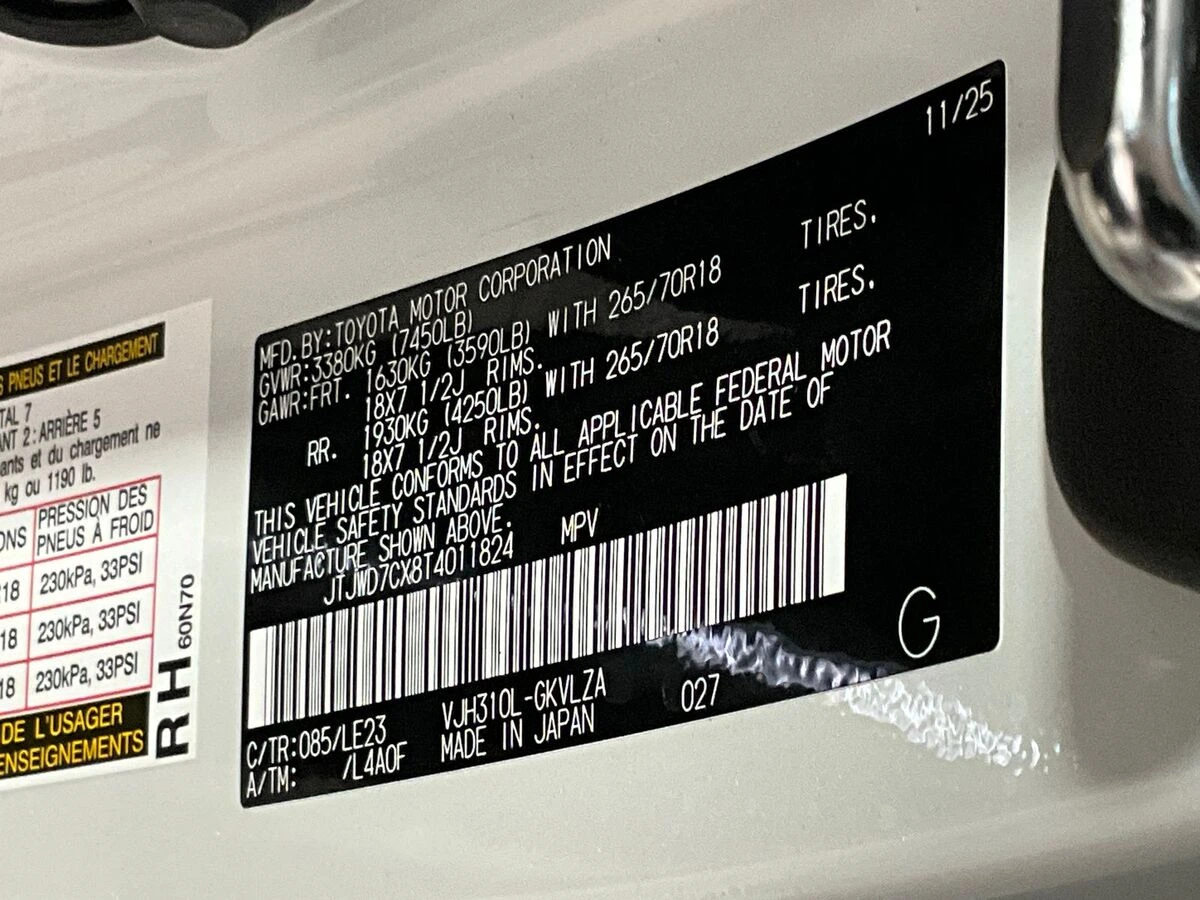 S PNEUS ET LE CHARGEMENT
TAL 7
ANT 2 : ARRIÈRE 5
ants et du chargement ne
kg ou 1190 lb.
ONS PRESSION DES PNEUS À FROID
18 230kPa, 33PSI
18 230kPa, 33PSI
18 230kPa, 33PSI
DE L'USAGER
ENSEIGNEMENTS
RH 60N70
11/25
MFD. BY: TOYOTA MOTOR CORPORATION
GVWR: 3380KG (7450LB)
GAWR: FRT. 1630KG (3590LB) WITH 265/70R18 TIRES.
18X7 1/2J RIMS.
RR. 1930KG (4250LB) WITH 265/70R18 TIRES.
18X7 1/2J RIMS.
THIS VEHICLE CONFORMS TO ALL APPLICABLE FEDERAL MOTOR
VEHICLE SAFETY STANDARDS IN EFFECT ON THE DATE OF
MANUFACTURE SHOWN ABOVE.
JTJWD7CX8T4011824 MPV
G
C/TR: 085/LE23 VJH310L-GKVLZA 027
A/TM: /L4A0F MADE IN JAPAN